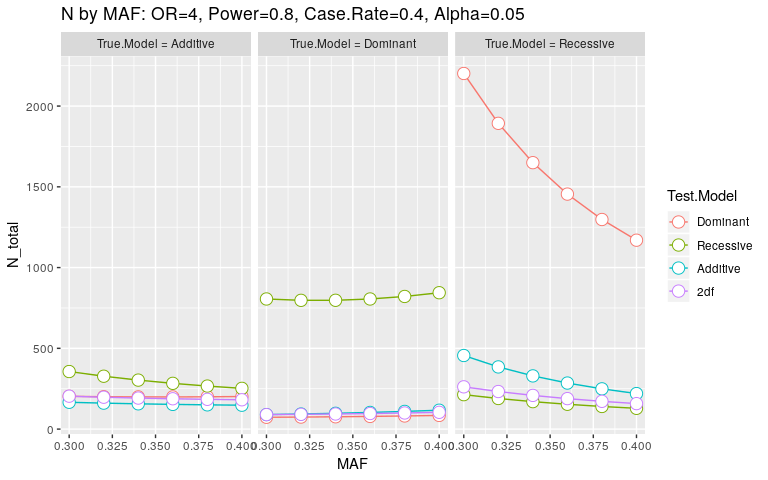 N by MAF: OR=4, Power=0.8, Case.Rate=0.4, Alpha=0.05
True.Model = Additive
True.Model = Dominant
True.Model = Recessive
N_total
2000
1500
1000
500
0
0.300 0.325 0.350 0.375 0.400
0.300 0.325 0.350 0.375 0.400
0.300 0.325 0.350 0.375 0.400
MAF
Test.Model
Dominant
Recessive
Additive
2df